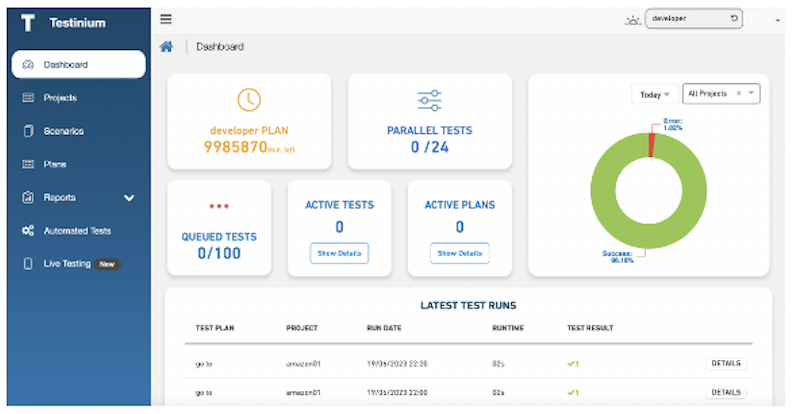 Testinium
developer
Dashboard
Dashboard
Projects
Scenarios
Plans
Reports
Automated Tests
Live Testing New
developer PLAN
9985870 min. left
PARALLEL TESTS
0 /24
Today
All Projects ×
Error:
1.82%
Success:
98.18%
QUEUED TESTS
0/100
ACTIVE TESTS
0
Show Details
ACTIVE PLANS
0
Show Details
LATEST TEST RUNS
TEST PLAN PROJECT RUN DATE RUNTIME TEST RESULT
go to amazon01 19/06/2023 22:20 02s ✓1 DETAILS
go to amazon01 19/06/2023 22:00 02s ✓1 DETAILS